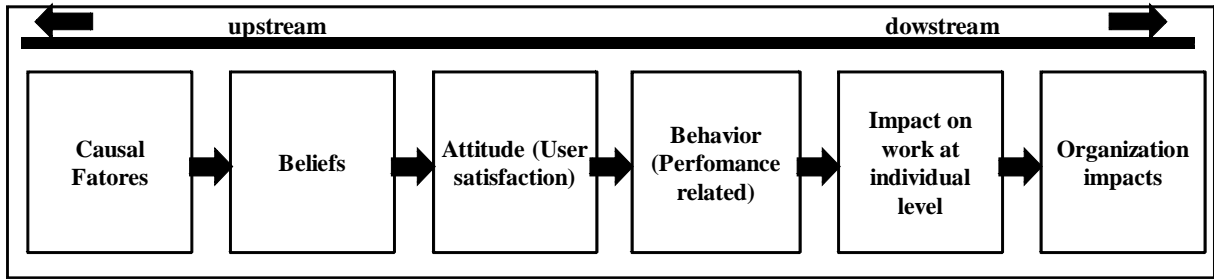 upstream
dowstream
Causal
Fatores
Beliefs
Attitude (User
satisfaction)
Behavior
(Perfomance
related)
Impact on
work at
individual
level
Organization
impacts